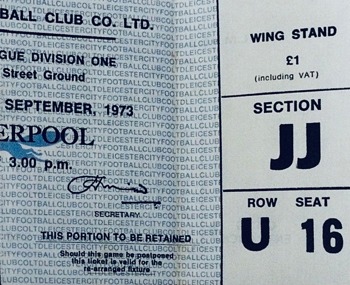 BALL CLUB CO. LTD.
GUE DIVISION ONE
Street Ground
SEPTEMBER, 1973
ERPOOL
3.00 p.m.
SECRETARY.
THIS PORTION TO BE RETAINED
Should this game be postponed
this ticket is valid for the
re-arranged fixture
WING STAND
£1
(including VAT)
SECTION
JJ
ROW SEAT
U 16